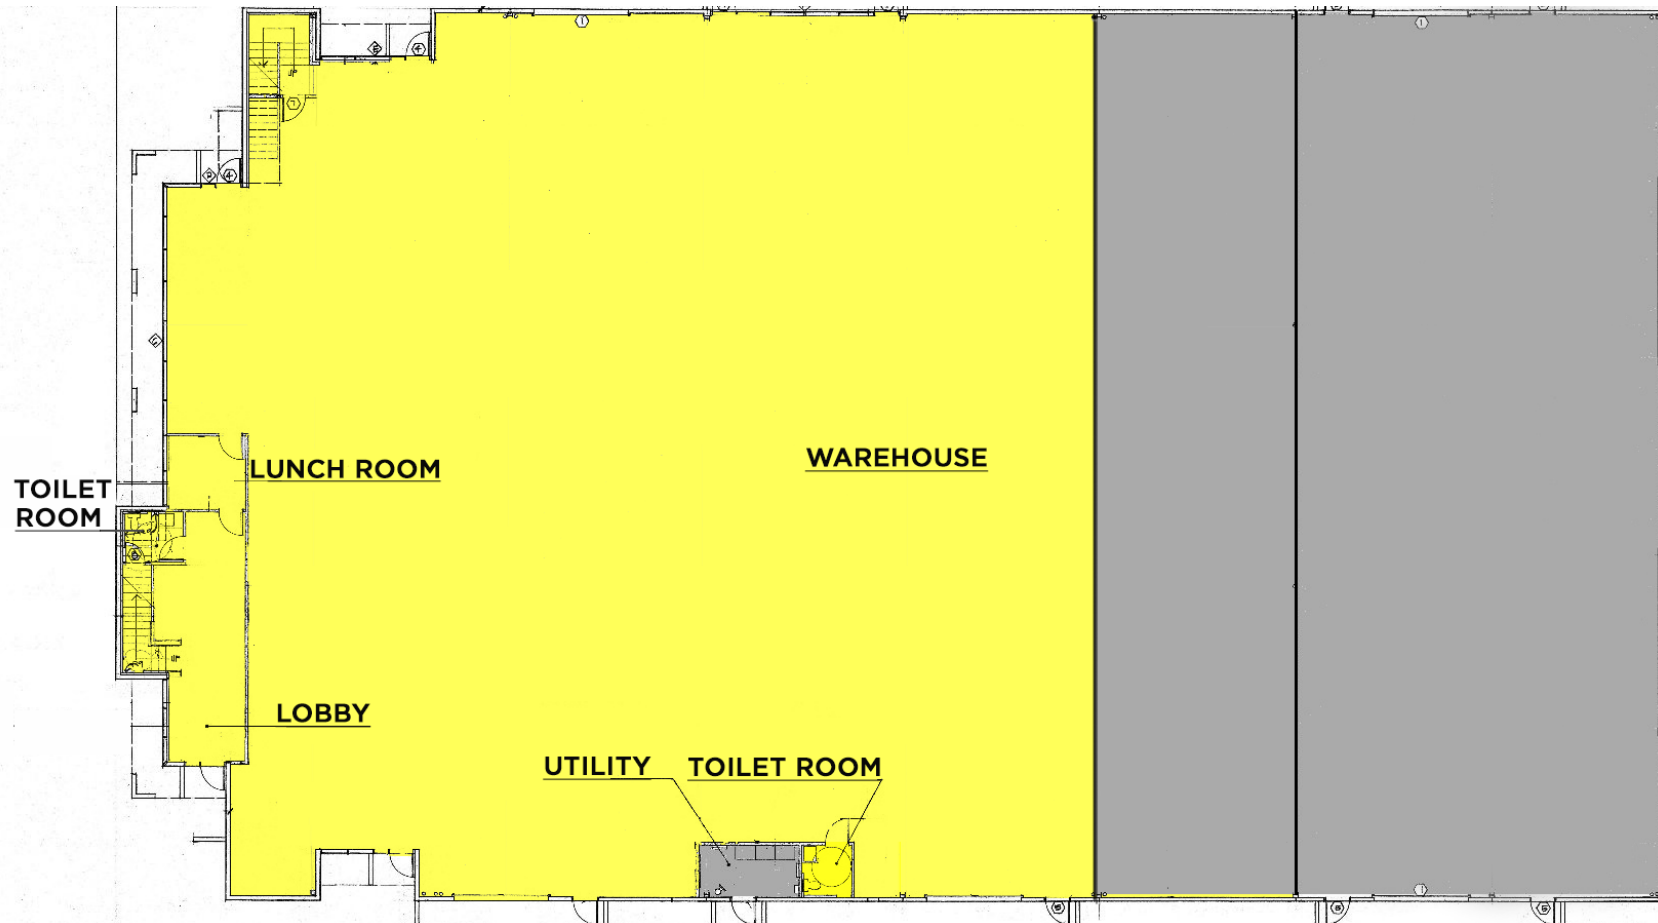 LUNCH ROOM
WAREHOUSE
TOILET
ROOM
LOBBY
UTILITY
TOILET ROOM